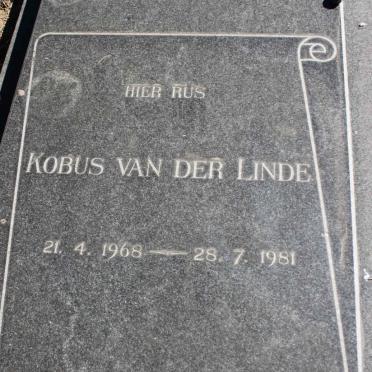 HIER RUS
KOBUS VAN DER LINDE
21. 4. 1968 — 28. 7. 1981